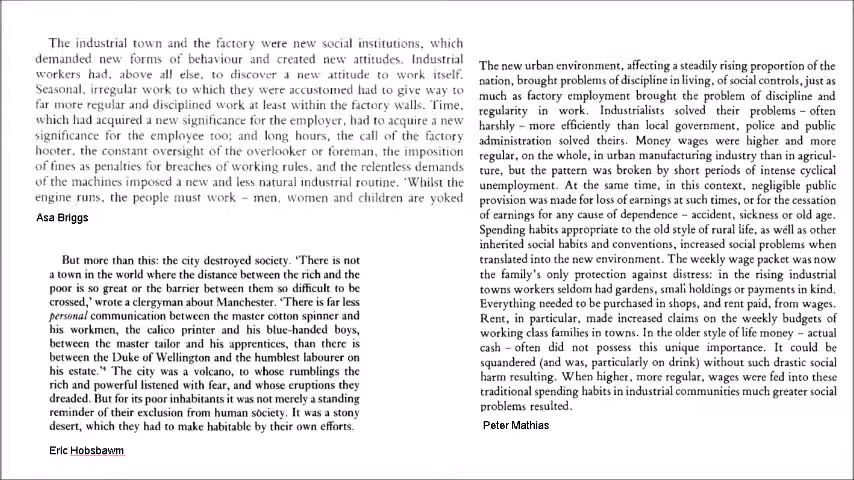 The industrial town and the factory were new social institutions, which
demanded new forms of behaviour and created new attitudes. Industrial
workers had, above all else, to discover a new attitude to work itself.
Seasonal, irregular work to which they were accustomed had to give way to
far more regular and disciplined work at least within the factory walls. Time,
which had acquired a new significance for the employer, had to acquire a new
significance for the employee too; and long hours, the call of the factory
hooter, the constant oversight of the overlooker or foreman, the imposition
of fines as penalties for breaches of working rules, and the relentless demands
of the machines imposed a new and less natural industrial routine. 'Whilst the
engine runs, the people must work – men, women and children are yoked
Asa Briggs
But more than this: the city destroyed society. 'There is not
a town in the world where the distance between the rich and the
poor is so great or the barrier between them so difficult to be
crossed,' wrote a clergyman about Manchester. 'There is far less
personal communication between the master cotton spinner and
his workmen, the calico printer and his blue-handed boys,
between the master tailor and his apprentices, than there is
between the Duke of Wellington and the humblest labourer on
his estate.'⁴ The city was a volcano, to whose rumblings the
rich and powerful listened with fear, and whose eruptions they
dreaded. But for its poor inhabitants it was not merely a standing
reminder of their exclusion from human society. It was a stony
desert, which they had to make habitable by their own efforts.
Eric Hobsbawm
The new urban environment, affecting a steadily rising proportion of the
nation, brought problems of discipline in living, of social controls, just as
much as factory employment brought the problem of discipline and
regularity in work. Industrialists solved their problems – often
harshly – more efficiently than local government, police and public
administration solved theirs. Money wages were higher and more
regular, on the whole, in urban manufacturing industry than in agricul-
ture, but the pattern was broken by short periods of intense cyclical
unemployment. At the same time, in this context, negligible public
provision was made for loss of earnings at such times, or for the cessation
of earnings for any cause of dependence – accident, sickness or old age.
Spending habits appropriate to the old style of rural life, as well as other
inherited social habits and conventions, increased social problems when
translated into the new environment. The weekly wage packet was now
the family's only protection against distress: in the rising industrial
towns workers seldom had gardens, small holdings or payments in kind.
Everything needed to be purchased in shops, and rent paid, from wages.
Rent, in particular, made increased claims on the weekly budgets of
working class families in towns. In the older style of life money – actual
cash – often did not possess this unique importance. It could be
squandered (and was, particularly on drink) without such drastic social
harm resulting. When higher, more regular, wages were fed into these
traditional spending habits in industrial communities much greater social
problems resulted.
Peter Mathias